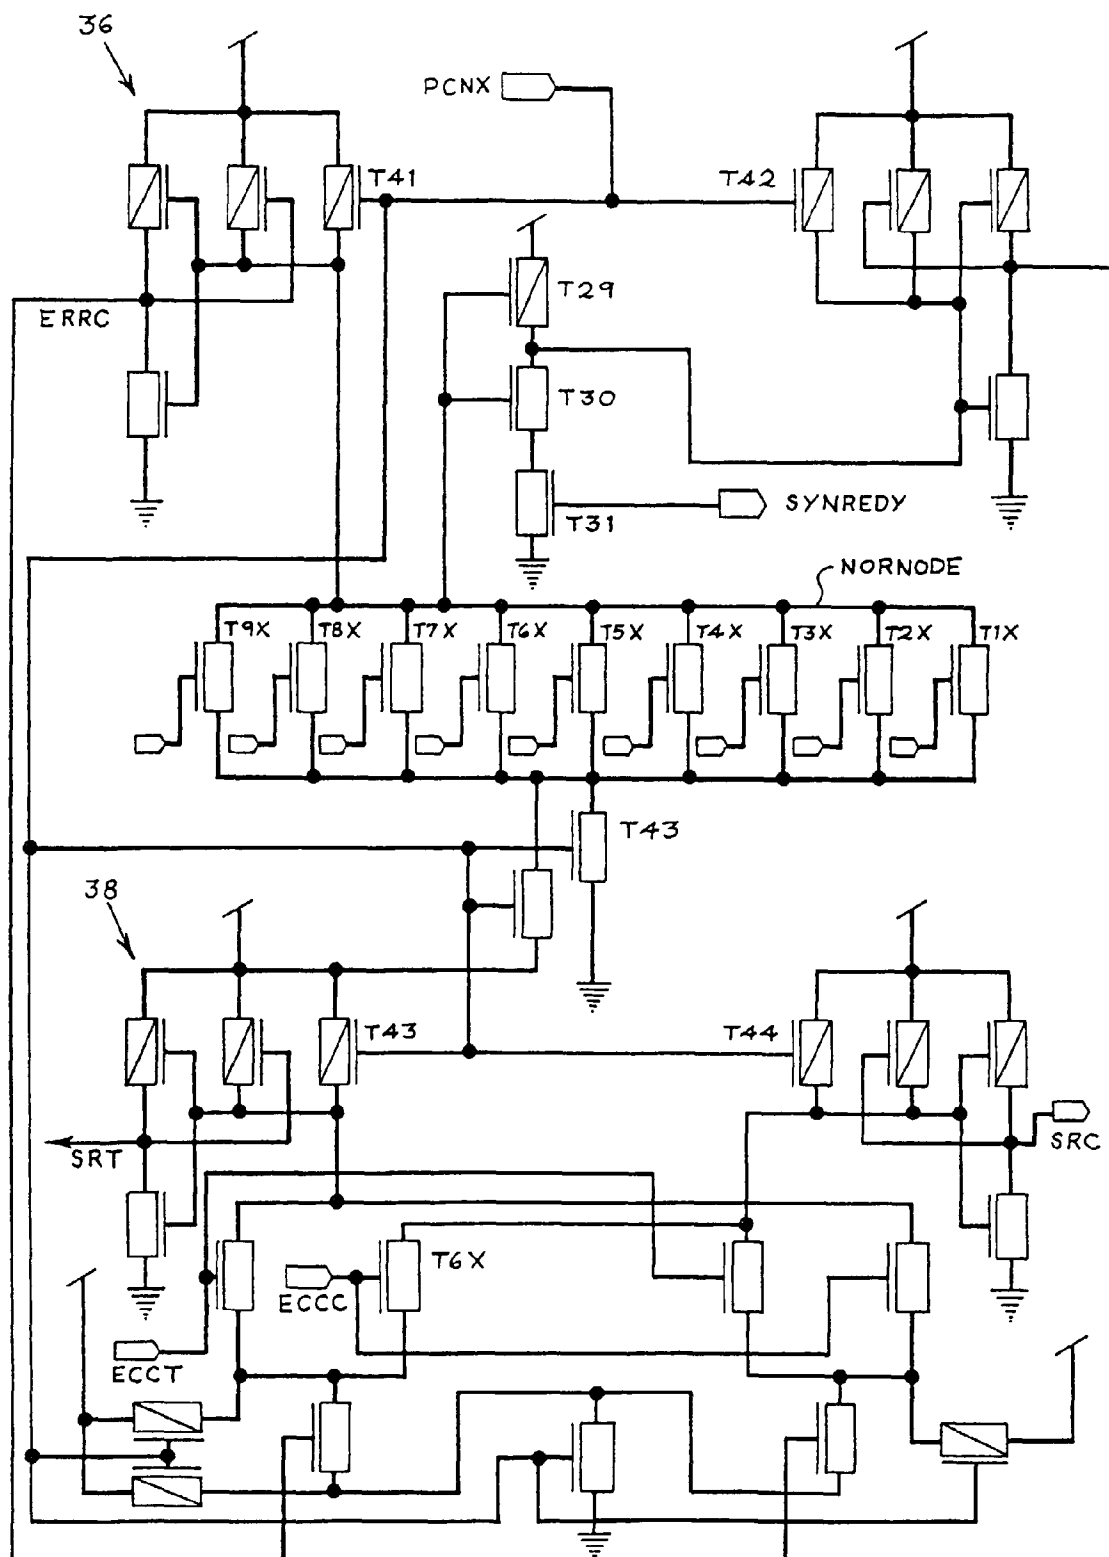 36
PCNX
T41
T42
T29
ERRC
T30
SYNREDY
T31
NORNODE
T9X T8X T7X T6X T5X T4X T3X T2X T1X
T43
38
T43
T44
SRT
SRC
T6X
ECCC
ECCT